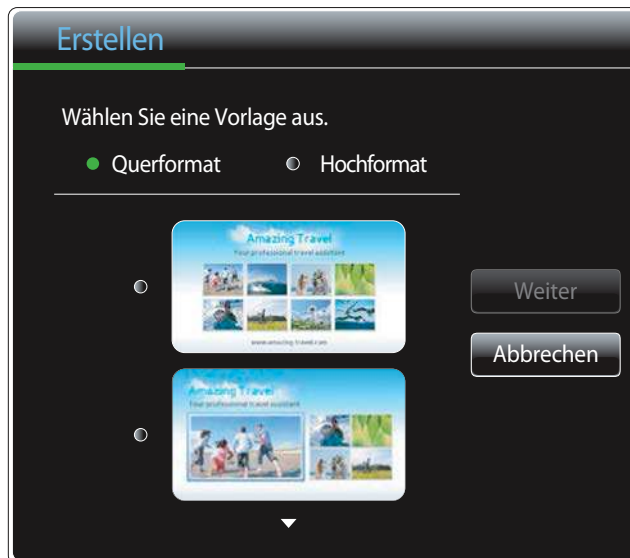 Erstellen
Wählen Sie eine Vorlage aus.
Querformat Hochformat
Amazing Travel
Your professional travel assistant
www.amazing-travel.com
Weiter
Abbrechen
Amazing Travel
Your professional travel assistant